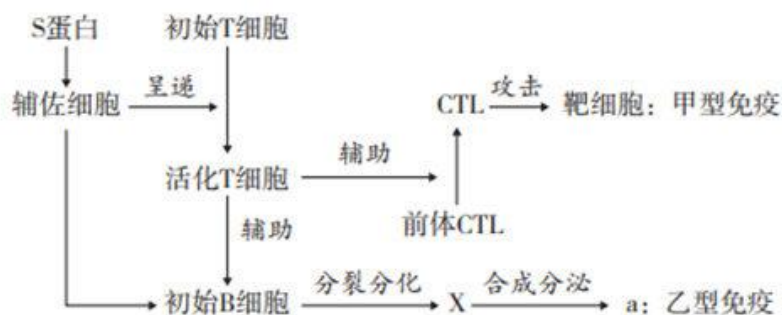 S蛋白 初始T细胞
辅佐细胞 呈递 CTL 攻击 靶细胞：甲型免疫
活化T细胞 辅助
辅助 前体CTL
初始B细胞 分裂分化 X 合成分泌 a：乙型免疫